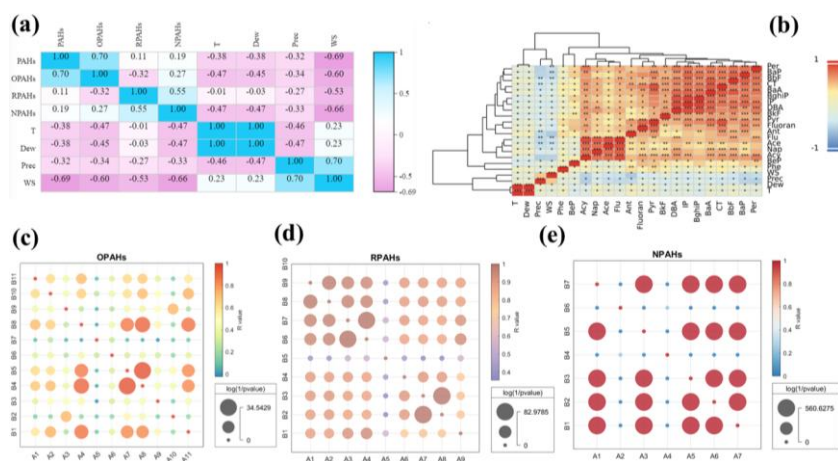 (a)
PAHs OPAHs RPAHs NPAHs T Dew Prec WS
PAHs 1.00 0.70 0.11 0.19 -0.38 -0.38 -0.32 -0.69
OPAHs 0.70 1.00 -0.32 0.27 -0.47 -0.45 -0.34 -0.60
RPAHs 0.11 -0.32 1.00 0.55 -0.01 -0.03 -0.27 -0.53
NPAHs 0.19 0.27 0.55 1.00 -0.47 -0.47 -0.33 -0.66
T -0.38 -0.47 -0.01 -0.47 1.00 1.00 -0.46 0.23
Dew -0.38 -0.45 -0.03 -0.47 1.00 1.00 -0.47 0.23
Prec -0.32 -0.34 -0.27 -0.33 -0.46 -0.47 1.00 0.70
WS -0.69 -0.60 -0.53 -0.66 0.23 0.23 0.70 1.00
1
0
-0.69
(b)
1
-1
Per
BaP
BbF
BaA
BghiP
DBA
BkF
Pyr
Fluoran
Ant
Flu
Ace
Nap
Acy
BeP
Phe
WS
Prec
Dew
T
T Dew Prec WS Phe BeP Acy Nap Ace Flu Ant Fluoran Pyr BkF DBA IP BghiP BaA CT BbF BaP Per
(c)
OPAHs
B11
B10
B9
B8
B7
B6
B5
B4
B3
B2
B1
A1 A2 A3 A4 A5 A6 A7 A8 A9 A10 A11
1
0.8
0.6
0.4
0.2
0
R value
log(1/pvalue)
34.5429
0
(d)
RPAHs
B10
B9
B8
B7
B6
B5
B4
B3
B2
B1
A1 A2 A3 A4 A5 A6 A7 A8 A9
1
0.9
0.8
0.7
0.6
0.5
0.4
R value
log(1/pvalue)
82.9785
0
(e)
NPAHs
B7
B6
B5
B4
B3
B2
B1
A1 A2 A3 A4 A5 A6 A7
1
0.8
0.6
0.4
0.2
0
R value
log(1/pvalue)
560.6275
0